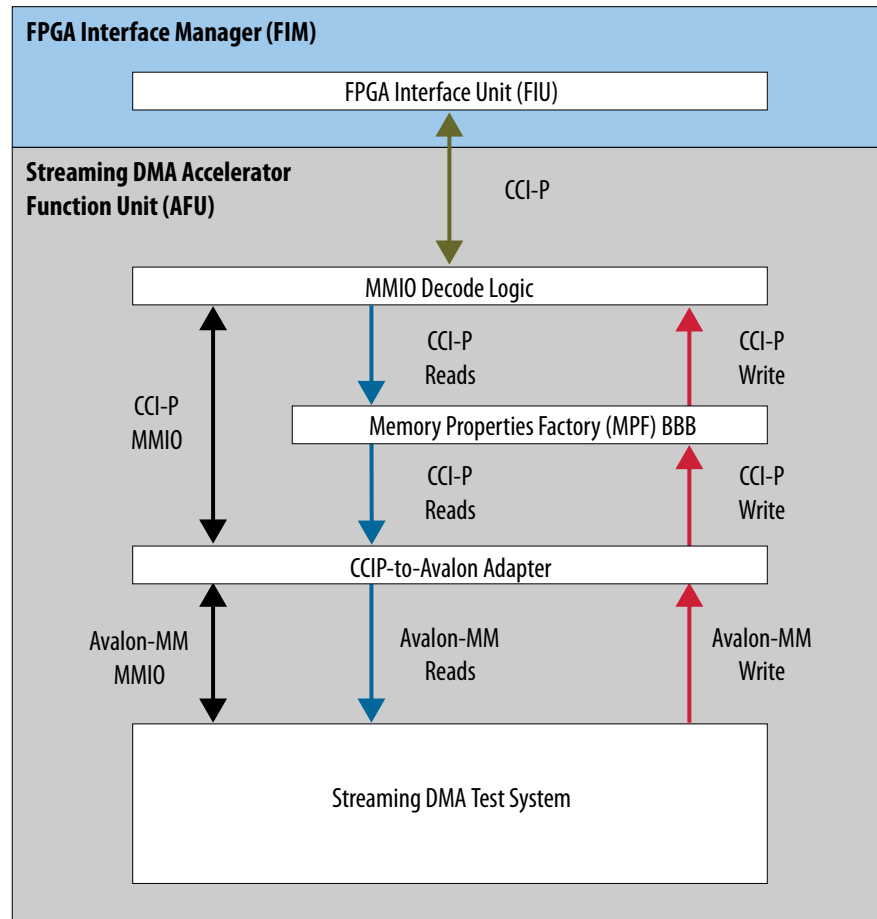 FPGA Interface Manager (FIM)
FPGA Interface Unit (FIU)
Streaming DMA Accelerator
Function Unit (AFU)
CCI-P
MMIO Decode Logic
CCI-P
Reads
CCI-P
Write
CCI-P
MMIO
Memory Properties Factory (MPF) BBB
CCI-P
Reads
CCI-P
Write
CCIP-to-Avalon Adapter
Avalon-MM
MMIO
Avalon-MM
Reads
Avalon-MM
Write
Streaming DMA Test System